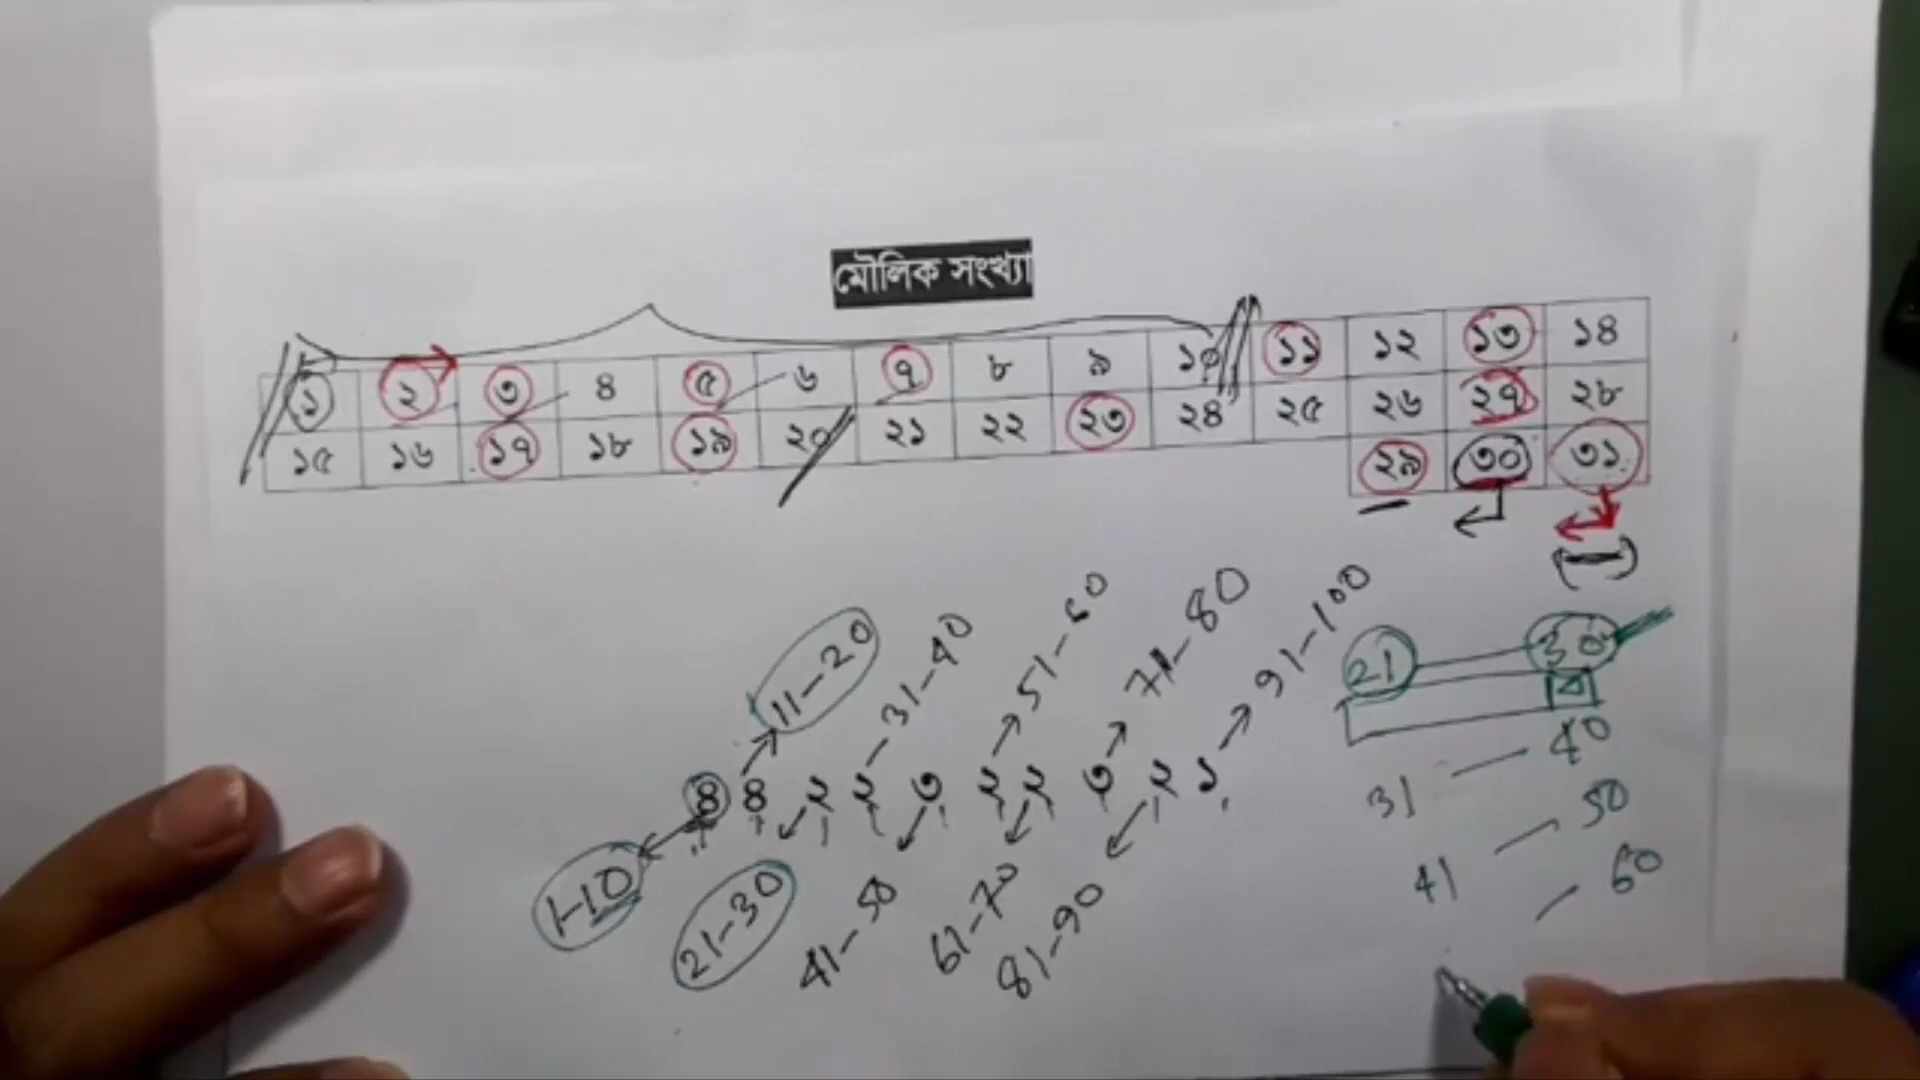 মৌলিক সংখ্যা
১ ২ ৩ ৪ ৫ ৬ ৭ ৮ ৯ ১০ ১১ ১২ ১৩ ১৪
১৫ ১৬ ১৭ ১৮ ১৯ ২০ ২১ ২২ ২৩ ২৪ ২৫ ২৬ ২৭ ২৮
২৯ ৩০ ৩১
(1)
11-20 31-40 51-60 71-80 91-100
৪ ৪ ২ ২ ৩ ২ ২ ৩ ২ ১
1-10 21-30 41-50 61-70 81-90
21 30
31 40
41 50
60